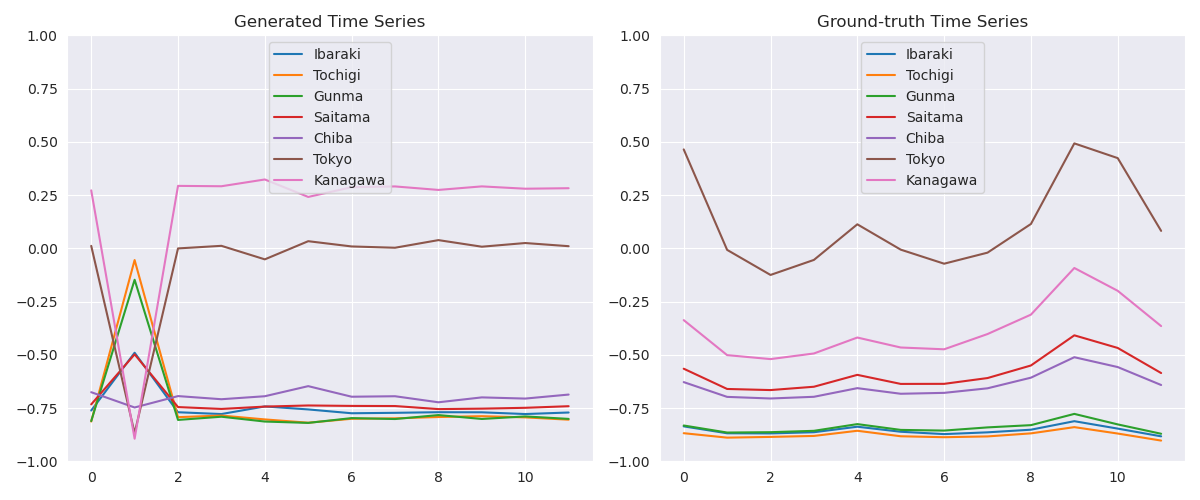 Generated Time Series
1.00
0.75
0.50
0.25
0.00
−0.25
−0.50
−0.75
−1.00
0 2 4 6 8 10
Ibaraki
Tochigi
Gunma
Saitama
Chiba
Tokyo
Kanagawa
Ground-truth Time Series
1.00
0.75
0.50
0.25
0.00
−0.25
−0.50
−0.75
−1.00
0 2 4 6 8 10
Ibaraki
Tochigi
Gunma
Saitama
Chiba
Tokyo
Kanagawa